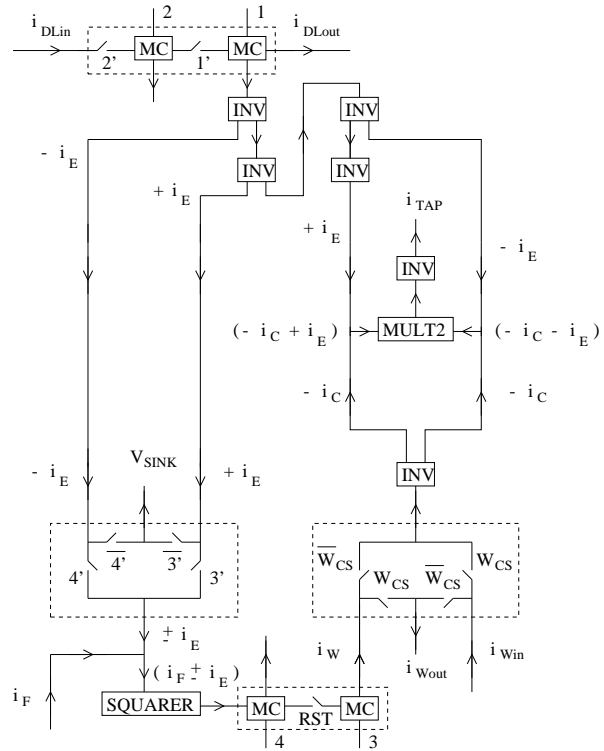 2 1
i DLin MC MC i DLout
2' 1'
INV INV
- i E INV INV
+ i E
i TAP
+ i E
- i E
INV
(- i C + i E) MULT2 (- i C - i E)
- i C - i C
V SINK
- i E + i E INV
4' 4̅'̅ 3̅'̅ 3'
W̅ CS W CS W̅ CS W CS
± i E
i W i Wout i Win
i F (i F ± i E)
SQUARER MC RST MC
4 3